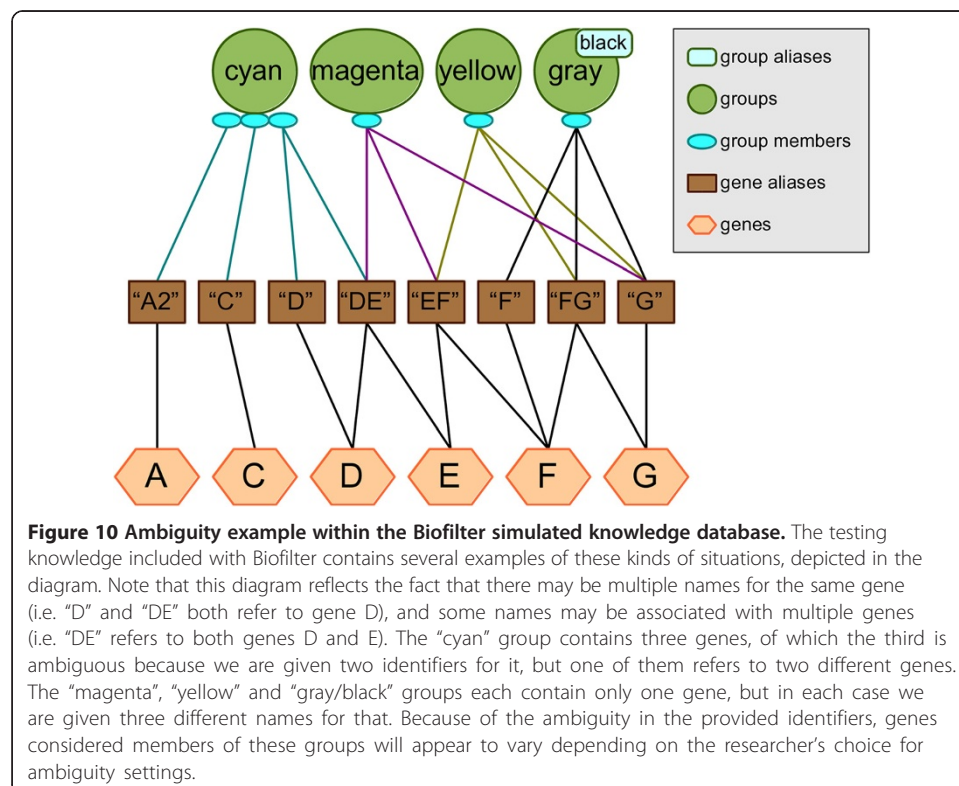 black
cyan magenta yellow gray
group aliases
groups
group members
gene aliases
genes
"A2" "C" "D" "DE" "EF" "F" "FG" "G"
A C D E F G
Figure 10 Ambiguity example within the Biofilter simulated knowledge database. The testing
knowledge included with Biofilter contains several examples of these kinds of situations, depicted in the
diagram. Note that this diagram reflects the fact that there may be multiple names for the same gene
(i.e. “D” and “DE” both refer to gene D), and some names may be associated with multiple genes
(i.e. “DE” refers to both genes D and E). The “cyan” group contains three genes, of which the third is
ambiguous because we are given two identifiers for it, but one of them refers to two different genes.
The “magenta”, “yellow” and “gray/black” groups each contain only one gene, but in each case we
are given three different names for that. Because of the ambiguity in the provided identifiers, genes
considered members of these groups will appear to vary depending on the researcher’s choice for
ambiguity settings.